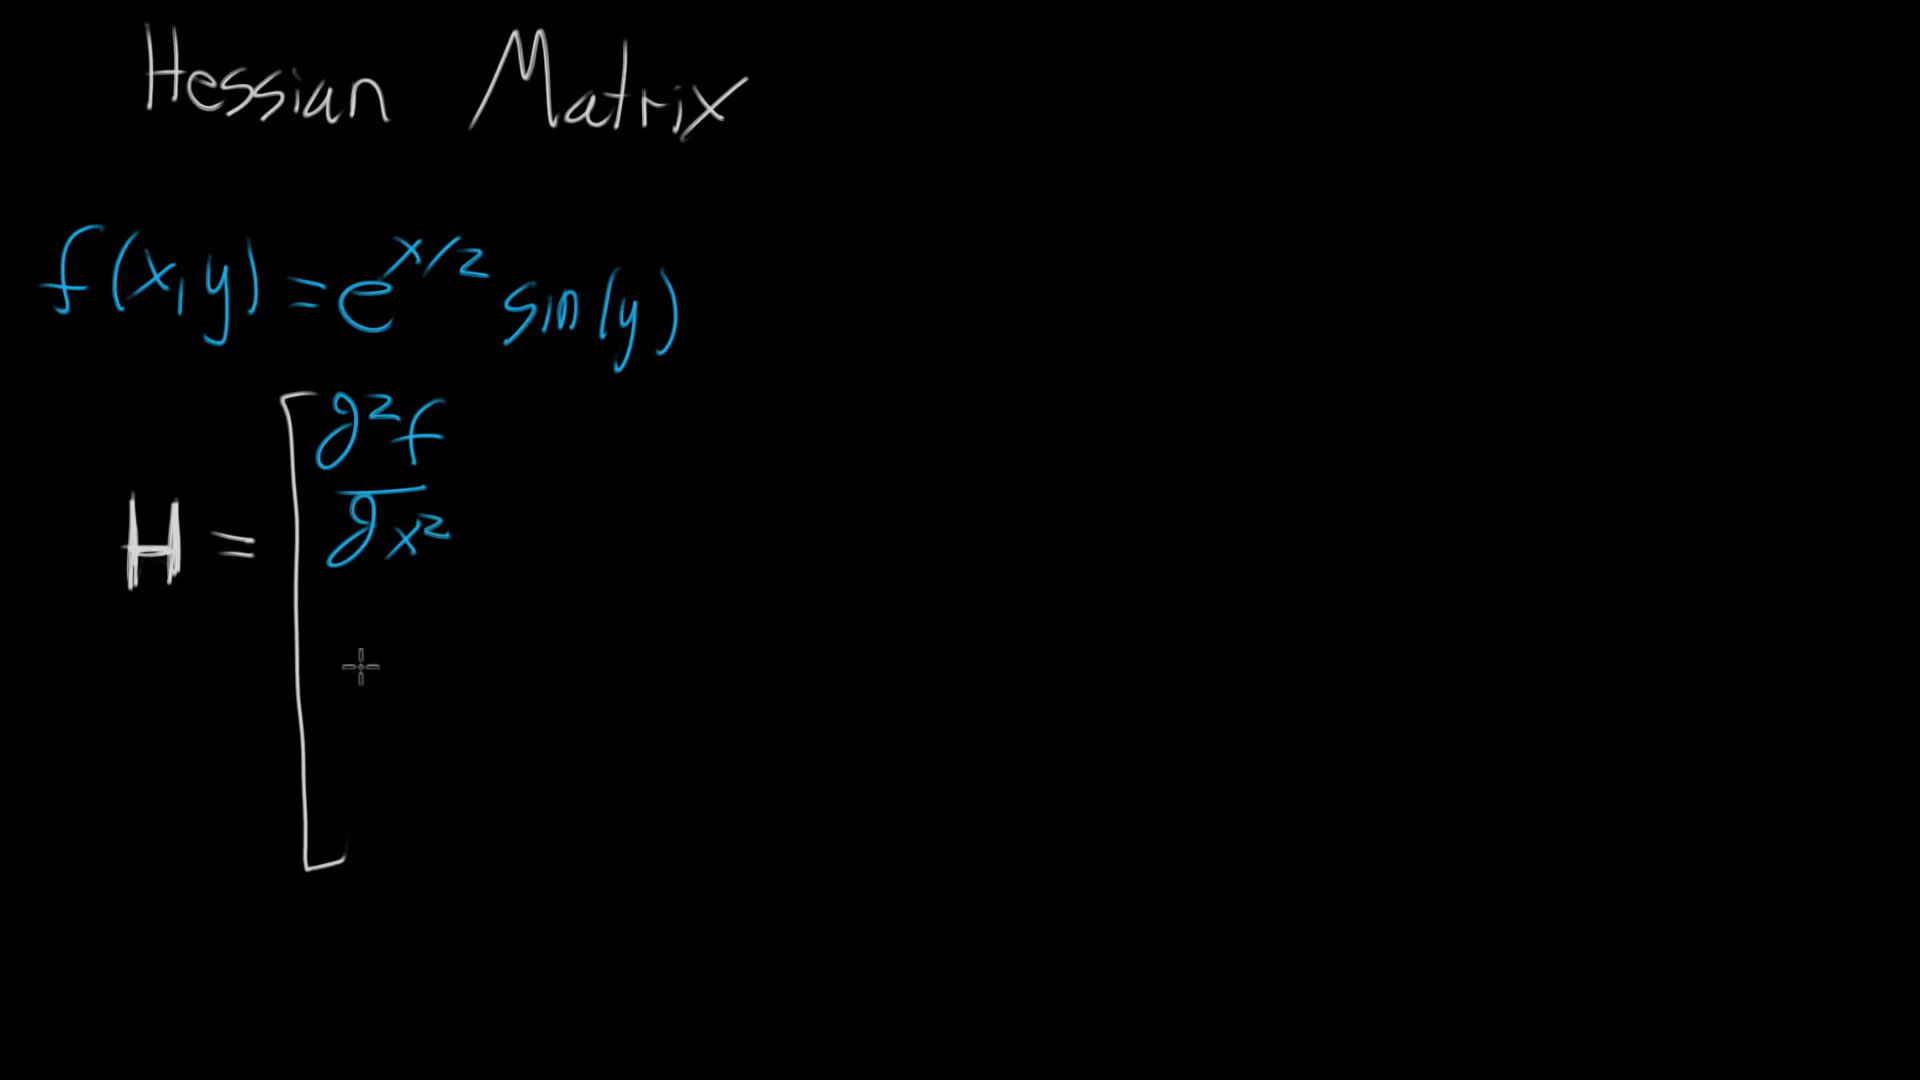 Hessian Matrix
f(x,y) = e^{x/2} sin(y)
H = [ ∂²f
∂x²